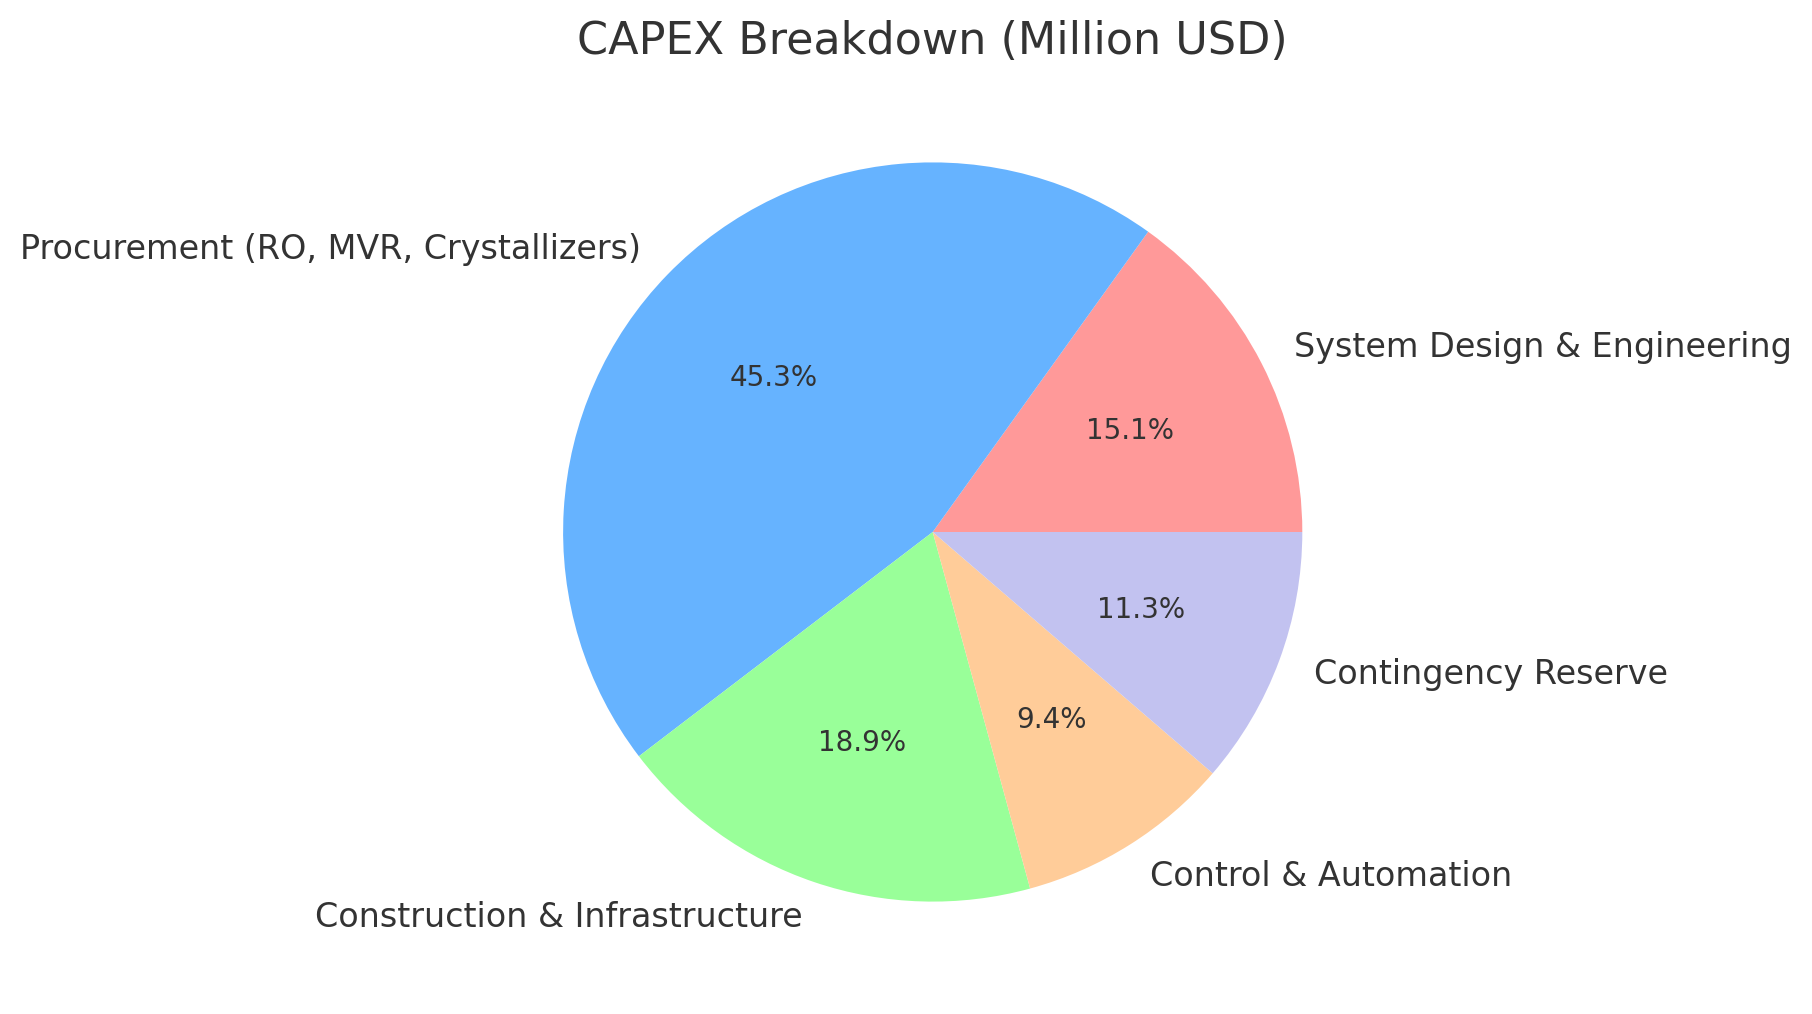 CAPEX Breakdown (Million USD)
Procurement (RO, MVR, Crystallizers)
System Design & Engineering
45.3%
15.1%
11.3%
Contingency Reserve
9.4%
18.9%
Control & Automation
Construction & Infrastructure